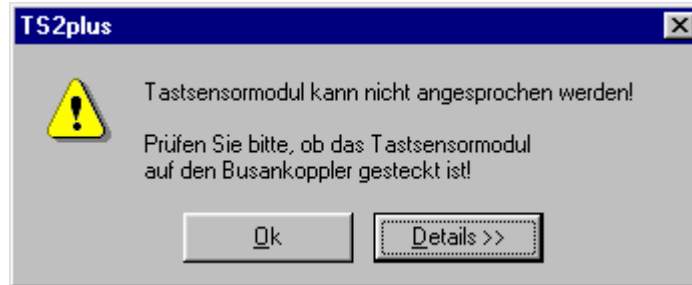 TS2plus
Tastsensormodul kann nicht angesprochen werden!
Prüfen Sie bitte, ob das Tastsensormodul
auf den Busankoppler gesteckt ist!
Ok
Details >>